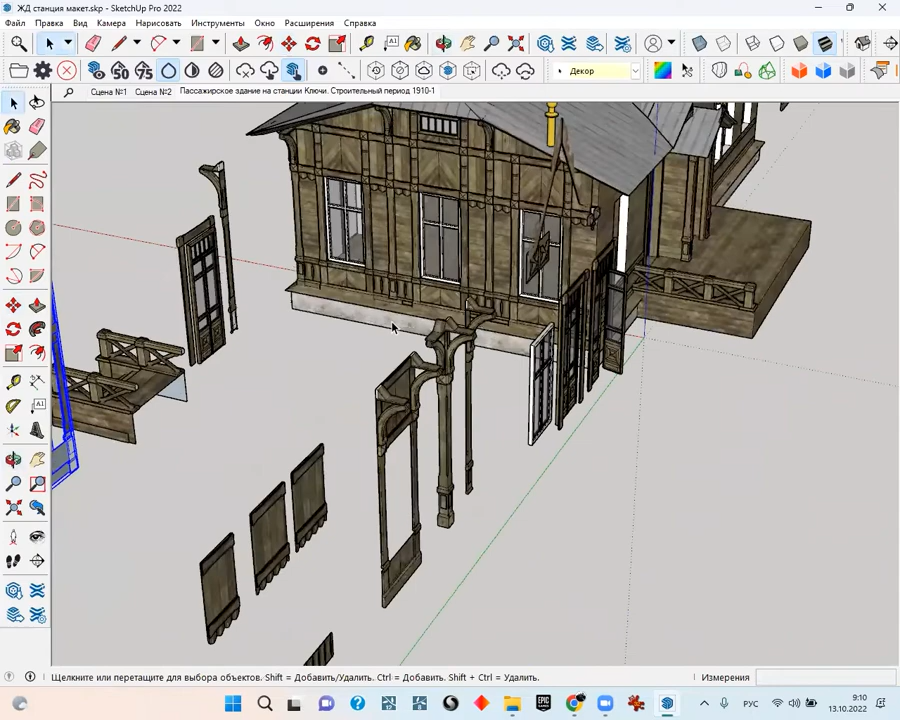 ЖД станция макет.skp - SketchUp Pro 2022
Файл Правка Вид Камера Нарисовать Инструменты Окно Расширения Справка
50 75 Декор
Сцена №1 Сцена №2 Пассажирское здание на станции Ключи. Строительный период 1910-1
Щелкните или перетащите для выбора объектов. Shift = Добавить/Удалить. Ctrl = Добавить. Shift + Ctrl = Удалить. Измерения
РУС 9:10
13.10.2022